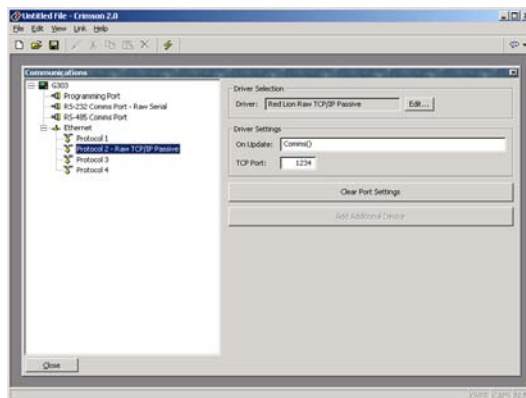 Untitled File - Crimson 2.0
File Edit View Link Help
Communications
G303
Programming Port
RS-232 Comms Port - Raw Serial
RS-485 Comms Port
Ethernet
Protocol 1
Protocol 2 - Raw TCP/IP Passive
Protocol 3
Protocol 4
Driver Selection
Driver: Red Lion Raw TCP/IP Passive Edit...
Driver Settings
On Update: Comms()
TCP Port: 1234
Clear Port Settings
Add Additional Device
Close